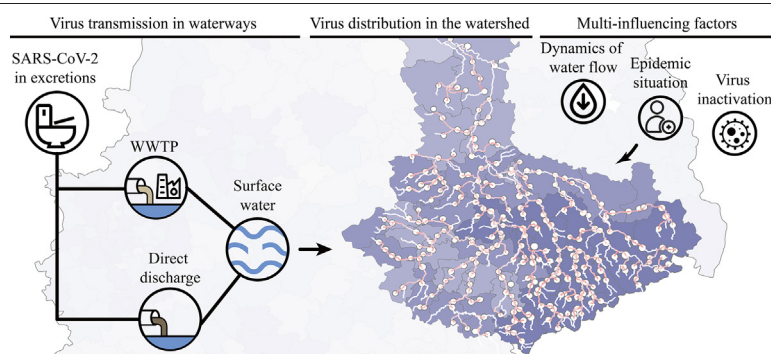 Virus transmission in waterways
Virus distribution in the watershed
Multi-influencing factors
SARS-CoV-2
in excretions
WWTP
Direct
discharge
Surface
water
Dynamics of
water flow
Epidemic
situation
Virus
inactivation